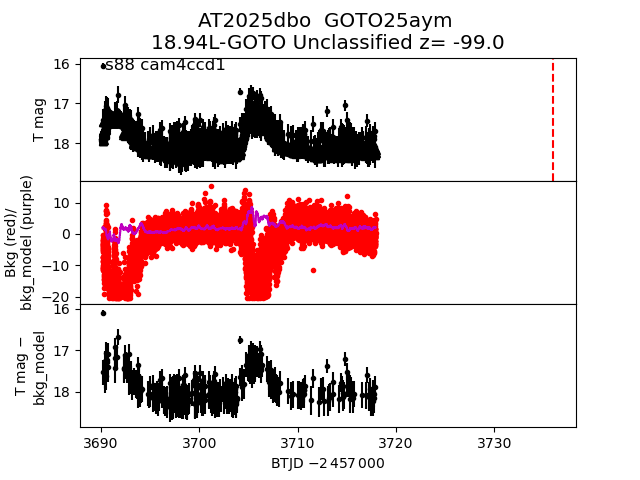 AT2025dbo  GOTO25aym
18.94L-GOTO Unclassified z= -99.0
s88 cam4ccd1
16
17
18
T mag
10
0
−10
−20
Bkg (red)/
bkg_model (purple)
16
17
18
T mag −
bkg_model
3690 3700 3710 3720 3730
BTJD −2 457 000